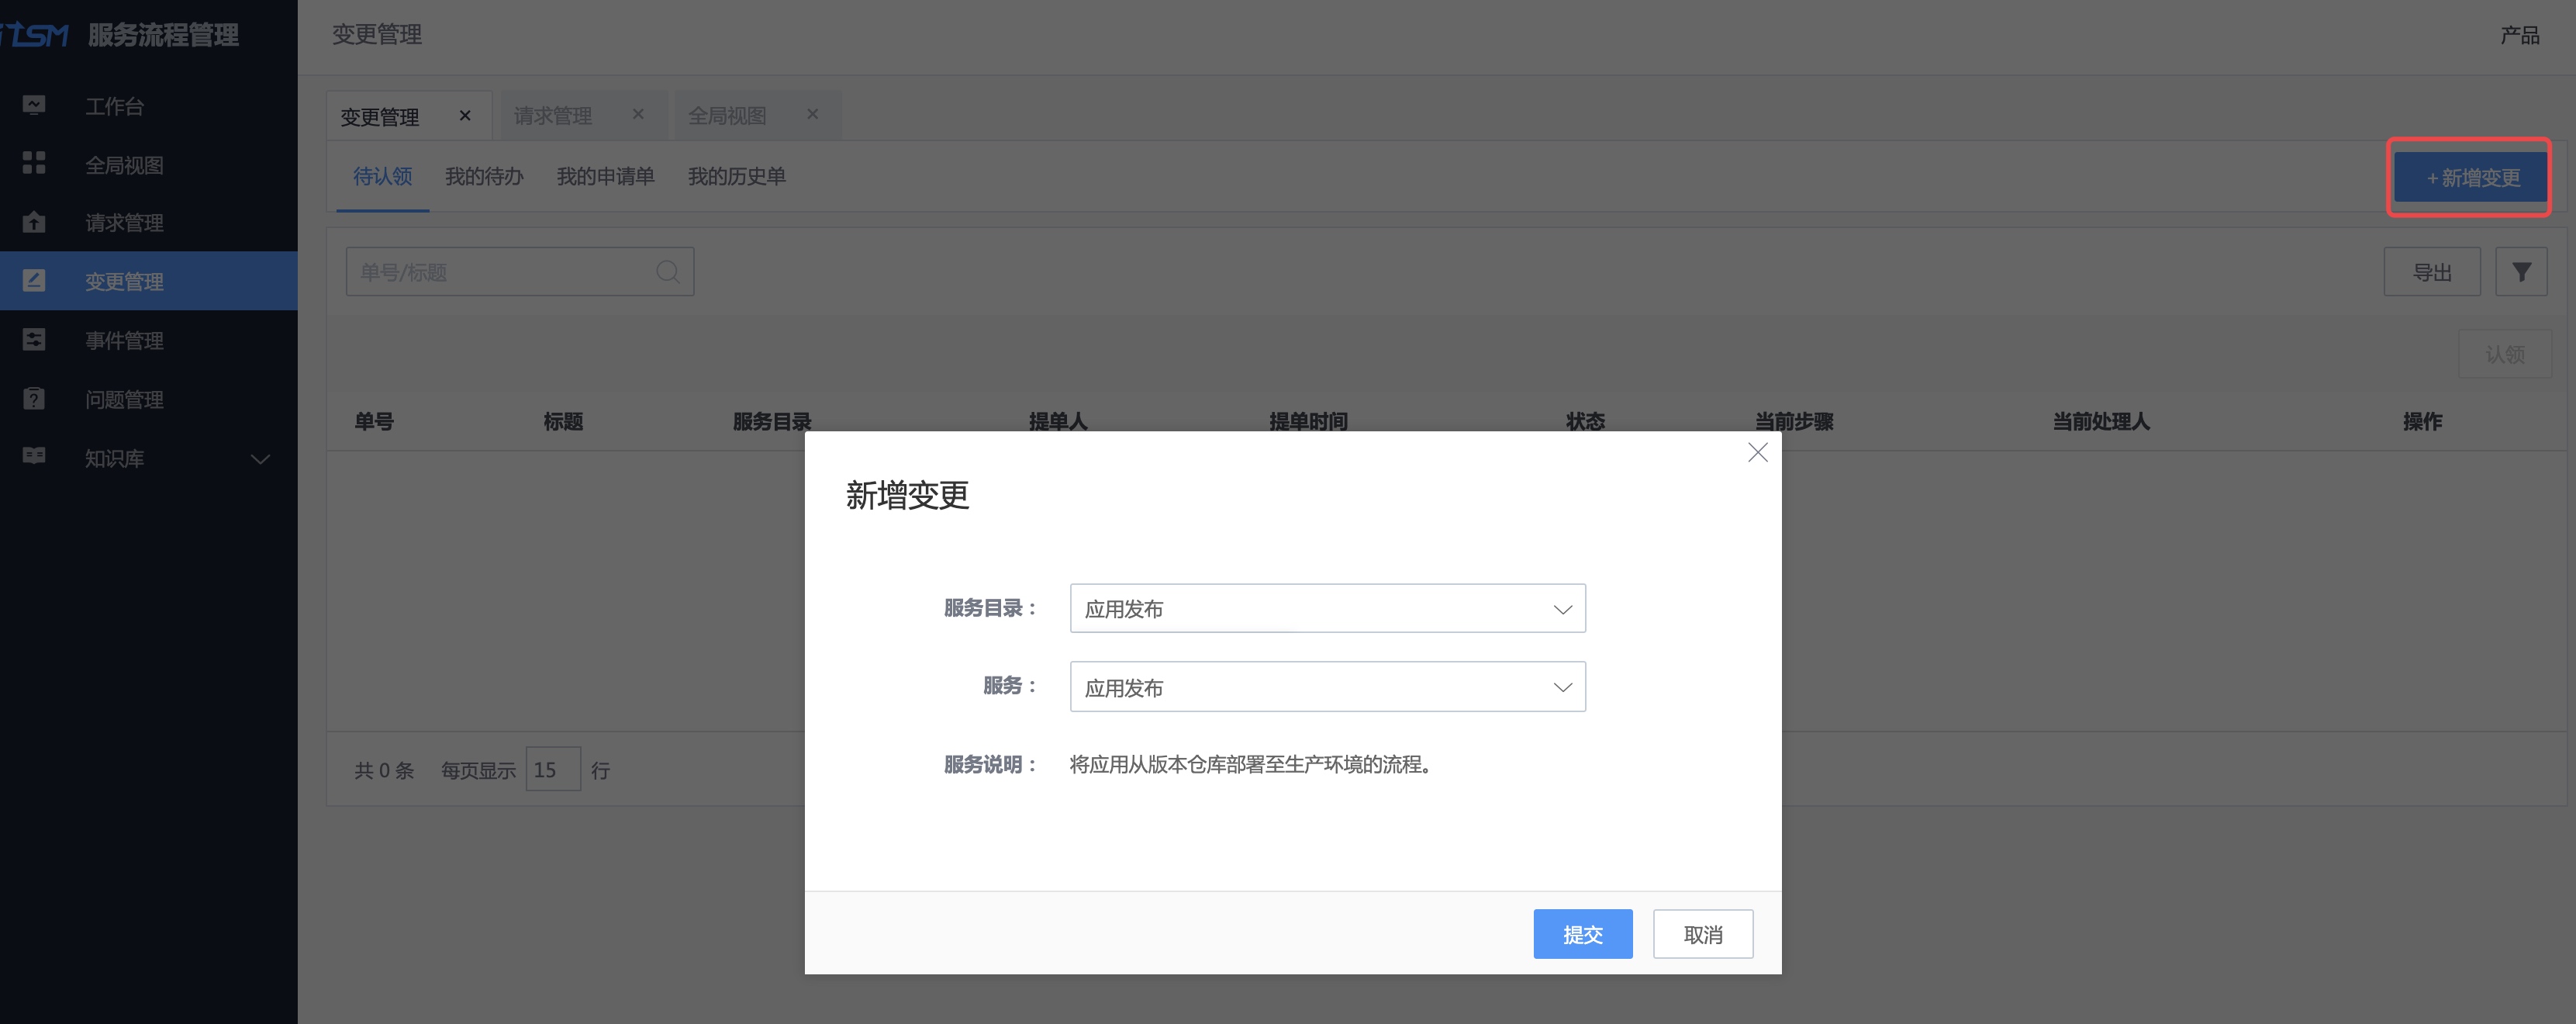 iTSM 服务流程管理
变更管理
产品
工作台
全局视图
请求管理
变更管理
事件管理
问题管理
知识库
变更管理 × 请求管理 × 全局视图 ×
待认领 我的待办 我的申请单 我的历史单
+ 新增变更
单号/标题
导出
认领
单号 标题 服务目录 提单人 提单时间 状态 当前步骤 当前处理人 操作
新增变更
服务目录： 应用发布
服务： 应用发布
服务说明： 将应用从版本仓库部署至生产环境的流程。
提交 取消
共 0 条 每页显示 15 行